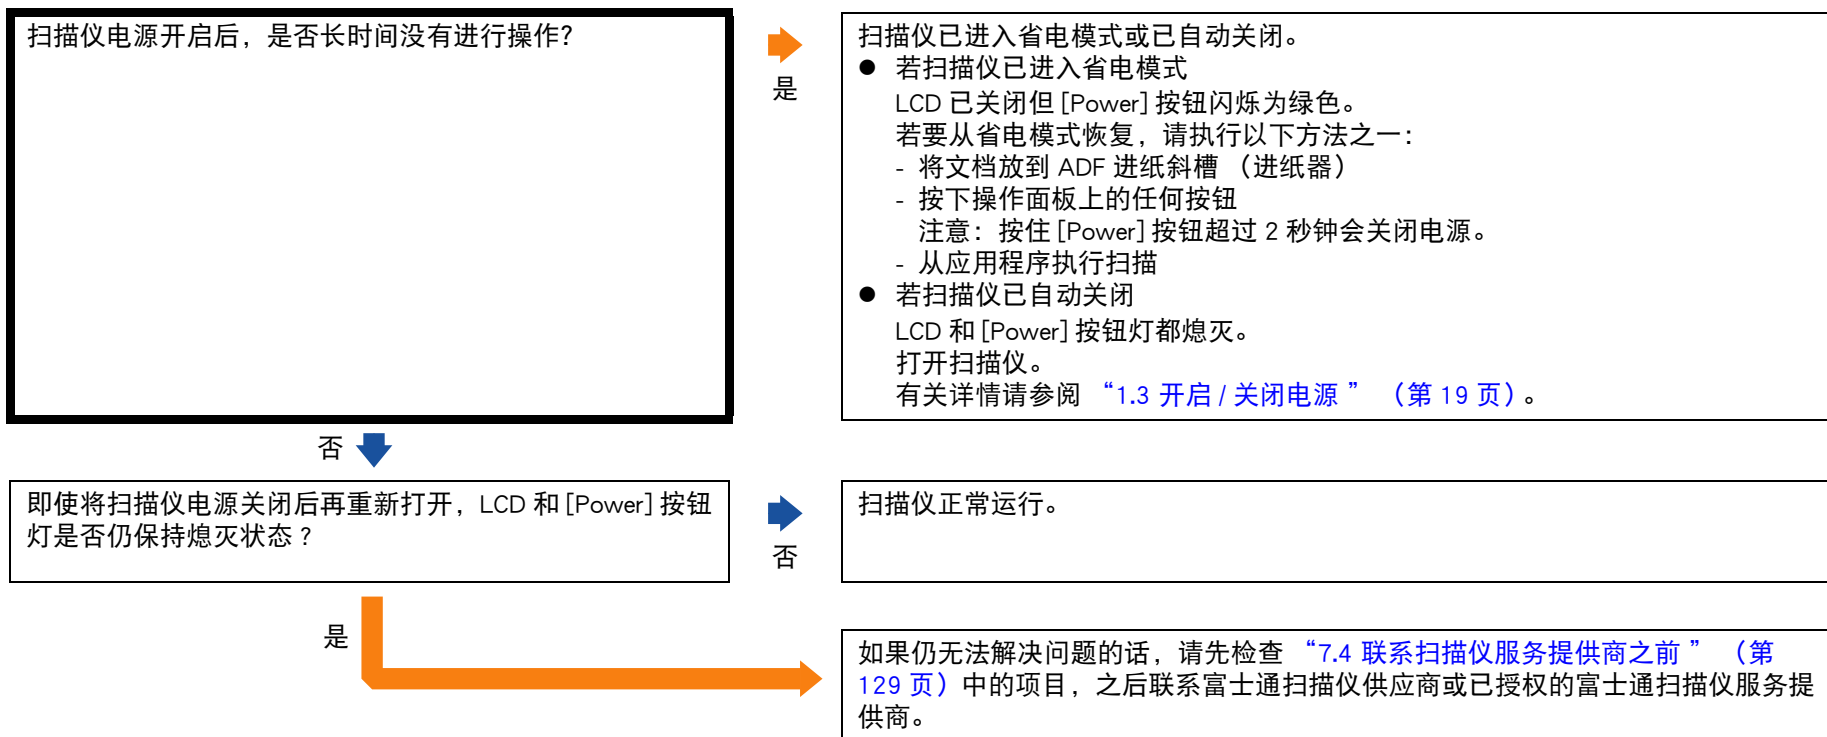 扫描仪电源开启后，是否长时间没有进行操作？
是
扫描仪已进入省电模式或已自动关闭。
● 若扫描仪已进入省电模式
LCD 已关闭但 [Power] 按钮闪烁为绿色。
若要从省电模式恢复，请执行以下方法之一：
- 将文档放到 ADF 进纸斜槽 （进纸器）
- 按下操作面板上的任何按钮
注意：按住 [Power] 按钮超过 2 秒钟会关闭电源。
- 从应用程序执行扫描
● 若扫描仪已自动关闭
LCD 和 [Power] 按钮灯都熄灭。
打开扫描仪。
有关详情请参阅 “1.3 开启 / 关闭电源 ” （第 19 页）。
否
即使将扫描仪电源关闭后再重新打开，LCD 和 [Power] 按钮
灯是否仍保持熄灭状态？
否
扫描仪正常运行。
是
如果仍无法解决问题的话，请先检查 “7.4 联系扫描仪服务提供商之前 ” （第
129 页）中的项目，之后联系富士通扫描仪供应商或已授权的富士通扫描仪服务提
供商。